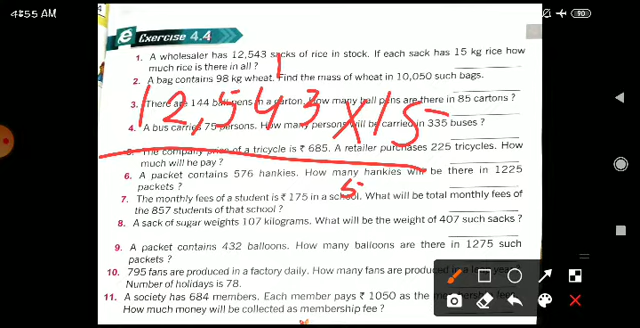 4:55 AM
90
e Exercise 4.4
1. A wholesaler has 12,543 sacks of rice in stock. If each sack has 15 kg rice how
much rice is there in all ?
1
2. A bag contains 98 kg wheat. Find the mass of wheat in 10,050 such bags.
3. There are 144 ball pens in a carton. How many ball pens are there in 85 cartons ?
12,543 X 15
4. A bus carries 75 persons. How many persons will be carried in 335 buses ?
5. The company price of a tricycle is ₹ 685. A retailer purchases 225 tricycles. How
much will he pay ?
6. A packet contains 576 hankies. How many hankies will be there in 1225
packets ?
5
7. The monthly fees of a student is ₹ 175 in a school. What will be total monthly fees of
the 857 students of that school ?
8. A sack of sugar weights 107 kilograms. What will be the weight of 407 such sacks ?
9. A packet contains 432 balloons. How many balloons are there in 1275 such
packets ?
10. 795 fans are produced in a factory daily. How many fans are produced in a
Number of holidays is 78.
11. A society has 684 members. Each member pays ₹ 1050 as the
How much money will be collected as membership fee ?